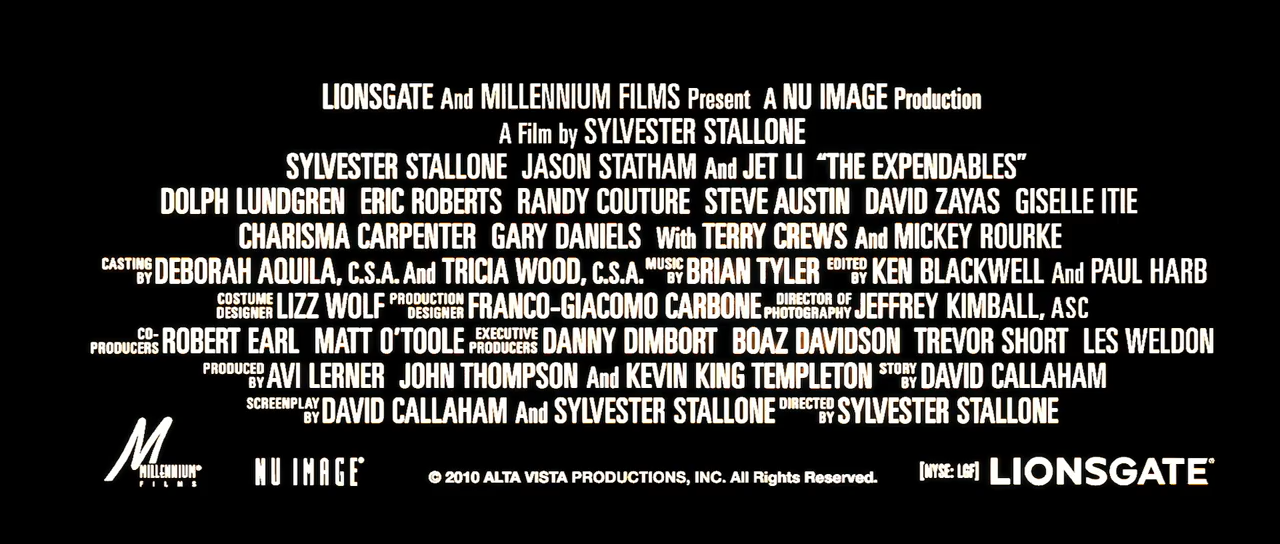 LIONSGATE And MILLENNIUM FILMS Present A NU IMAGE Production
A Film by SYLVESTER STALLONE
SYLVESTER STALLONE JASON STATHAM And JET LI “THE EXPENDABLES”
DOLPH LUNDGREN ERIC ROBERTS RANDY COUTURE STEVE AUSTIN DAVID ZAYAS GISELLE ITIE
CHARISMA CARPENTER GARY DANIELS With TERRY CREWS And MICKEY ROURKE
CASTING BY DEBORAH AQUILA, C.S.A. And TRICIA WOOD, C.S.A. MUSIC BY BRIAN TYLER EDITED BY KEN BLACKWELL And PAUL HARB
COSTUME DESIGNER LIZZ WOLF PRODUCTION DESIGNER FRANCO-GIACOMO CARBONE DIRECTOR OF PHOTOGRAPHY JEFFREY KIMBALL, ASC
CO-PRODUCERS ROBERT EARL MATT O'TOOLE EXECUTIVE PRODUCERS DANNY DIMBORT BOAZ DAVIDSON TREVOR SHORT LES WELDON
PRODUCED BY AVI LERNER JOHN THOMPSON And KEVIN KING TEMPLETON STORY BY DAVID CALLAHAM
SCREENPLAY BY DAVID CALLAHAM And SYLVESTER STALLONE DIRECTED BY SYLVESTER STALLONE
M MILLENNIUM FILMS NU IMAGE © 2010 ALTA VISTA PRODUCTIONS, INC. All Rights Reserved. [NYSE: LGF] LIONSGATE